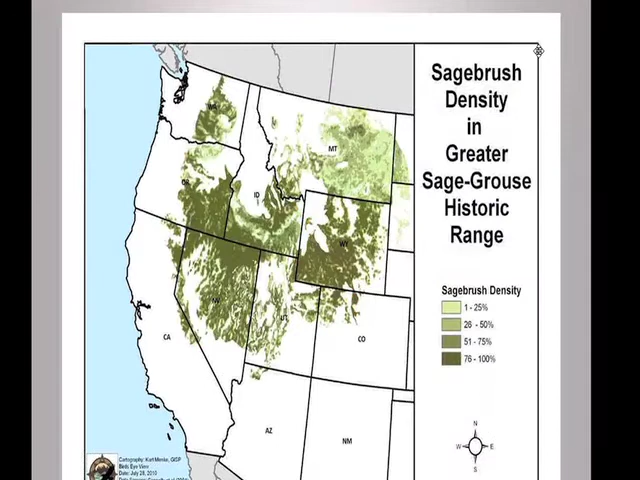 Sagebrush
Density
in
Greater
Sage-Grouse
Historic
Range
Sagebrush Density
1 - 25%
26 - 50%
51 - 75%
76 - 100%
N
W
E
S
WA
MT
OR
ID
WY
NV
UT
CA
CO
AZ
NM
Cartography: Kurt Menke, GISP
Birds Eye View
Date: July 28, 2010